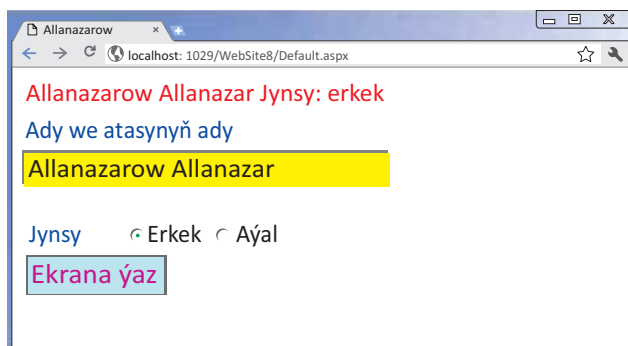 Allanazarow
localhost: 1029/WebSite8/Default.aspx
Allanazarow Allanazar Jynsy: erkek
Ady we atasynyň ady
Allanazarow Allanazar
Jynsy Erkek Aýal
Ekrana ýaz